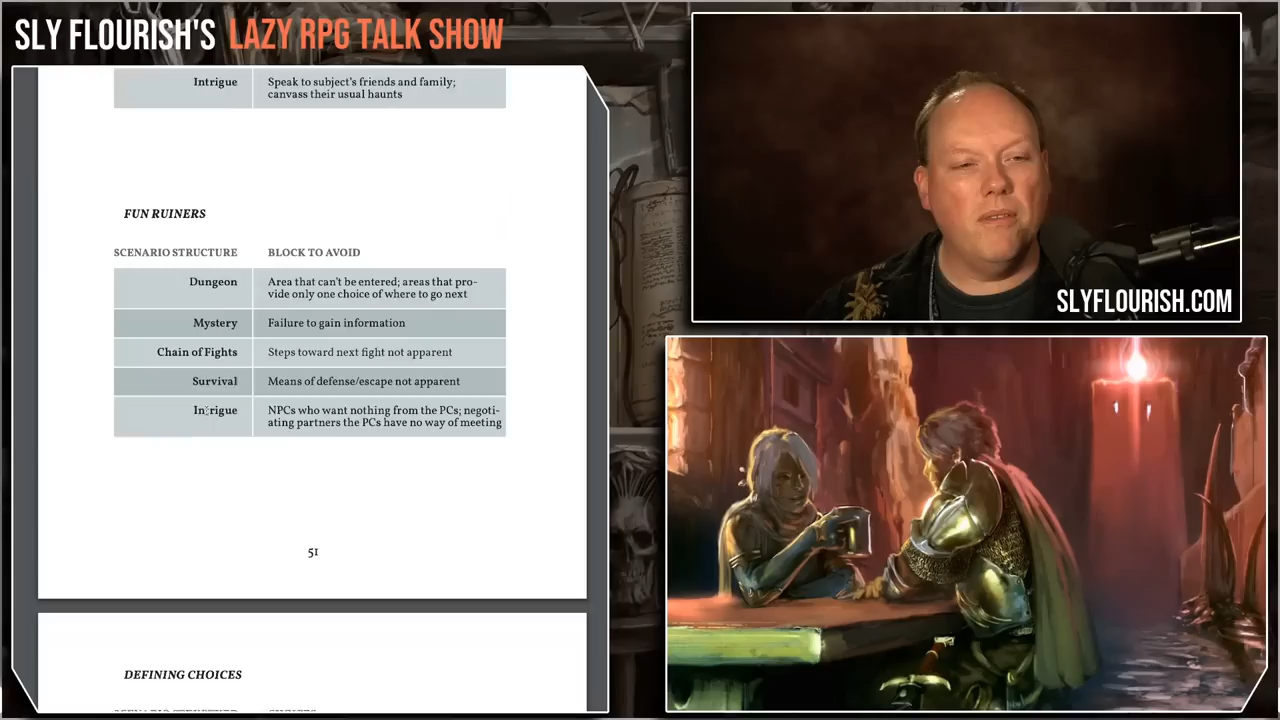 SLY FLOURISH'S LAZY RPG TALK SHOW
Intrigue Speak to subject's friends and family;
canvass their usual haunts
FUN RUINERS
SCENARIO STRUCTURE BLOCK TO AVOID
Dungeon Area that can't be entered; areas that pro-
vide only one choice of where to go next
Mystery Failure to gain information
Chain of Fights Steps toward next fight not apparent
Survival Means of defense/escape not apparent
Intrigue NPCs who want nothing from the PCs; negoti-
ating partners the PCs have no way of meeting
51
DEFINING CHOICES
SLYFLOURISH.COM